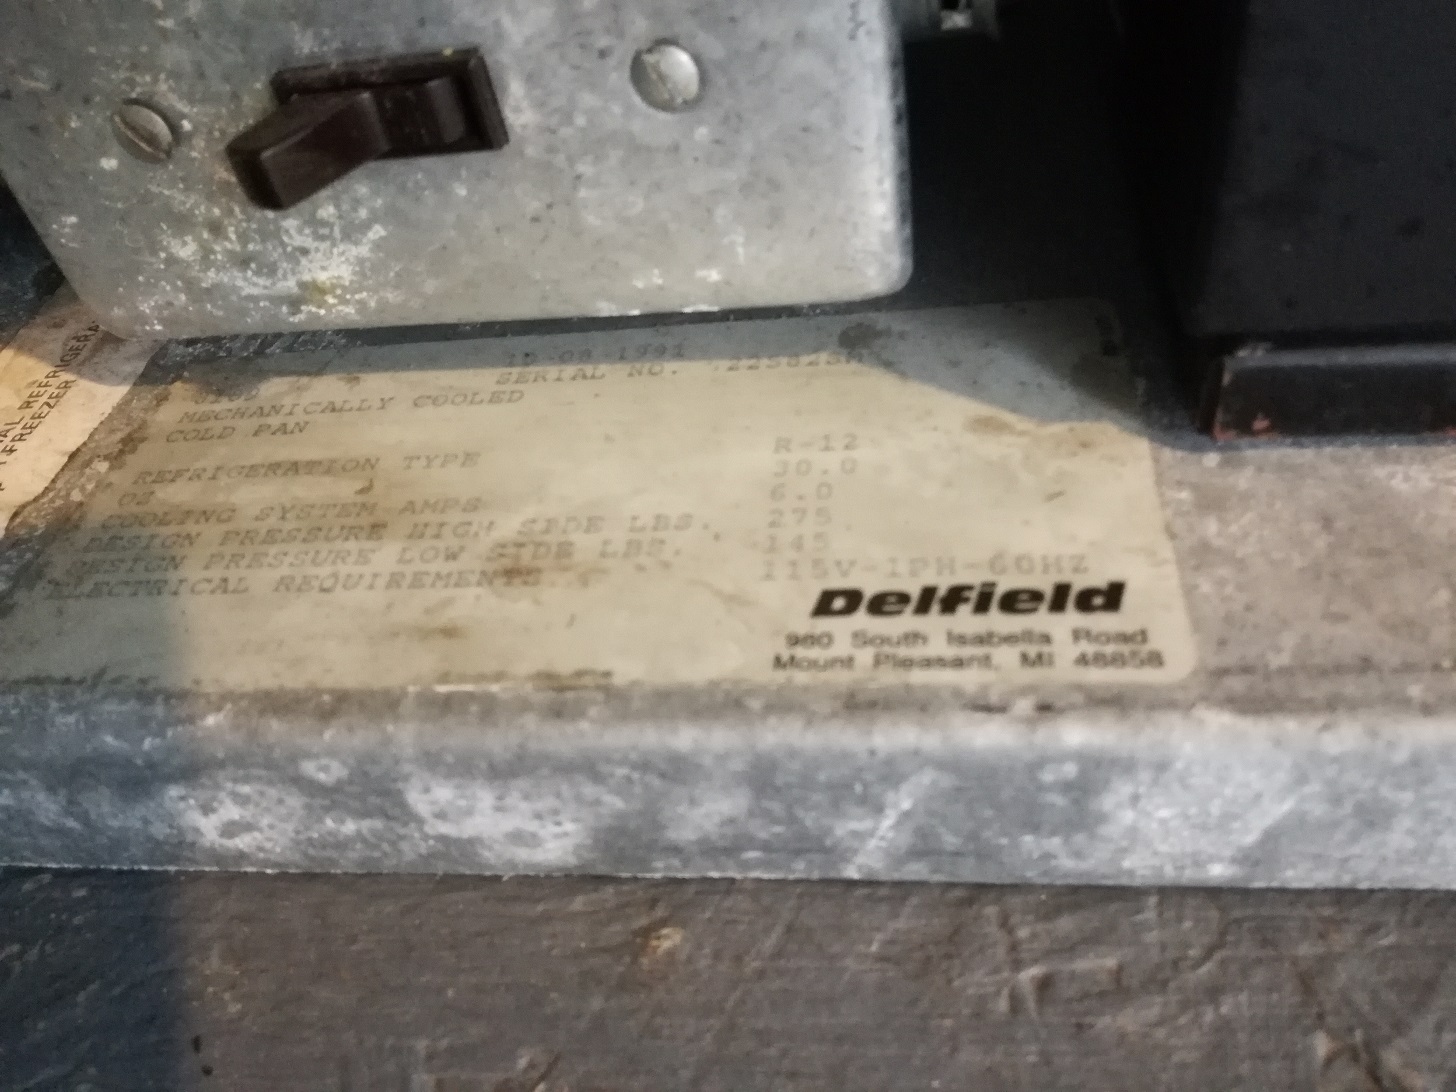 SERIAL NO.
MECHANICALLY COOLED
COLD PAN
REFRIGERATION TYPE R-12
OZ 30.0
COOLING SYSTEM AMPS 6.0
DESIGN PRESSURE HIGH SIDE LBS. 275
DESIGN PRESSURE LOW SIDE LBS. 145
ELECTRICAL REQUIREMENTS 115V-1PH-60HZ
Delfield
980 South Isabella Road
Mount Pleasant, MI 48858
FREEZER